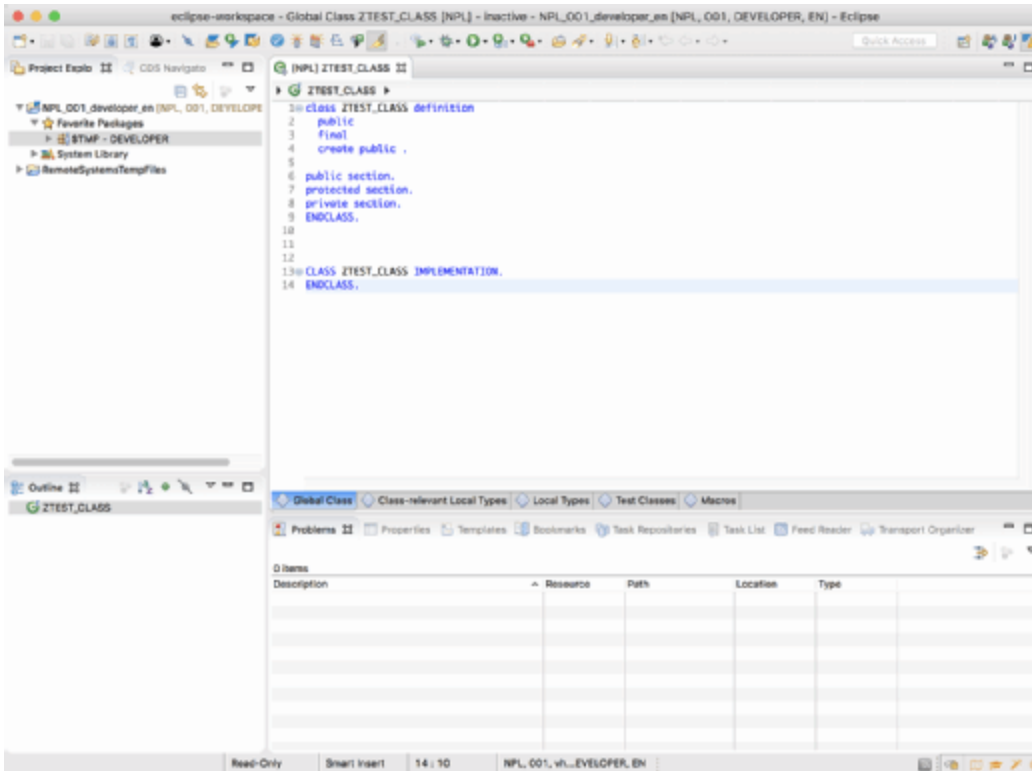 eclipse-workspace - Global Class ZTEST_CLASS [NPL] - Inactive - NPL_001_developer_en [NPL, 001, DEVELOPER, EN] - Eclipse
Quick Access
Project Explo
CDS Navigato
[NPL] ZTEST_CLASS
ZTEST_CLASS
NPL_001_developer_en [NPL, 001, DEVELOPE
Favorite Packages
$TMP - DEVELOPER
System Library
RemoteSystemsTempFiles
1 class ZTEST_CLASS definition
2 public
3 final
4 create public .
5
6 public section.
7 protected section.
8 private section.
9 ENDCLASS.
10
11
12
13 CLASS ZTEST_CLASS IMPLEMENTATION.
14 ENDCLASS.
Outline
ZTEST_CLASS
Global Class Class-relevant Local Types Local Types Test Classes Macros
Problems Properties Templates Bookmarks Task Repositories Task List Feed Reader Transport Organizer
0 items
Description Resource Path Location Type
Read-Only Smart Insert 14 : 10 NPL, 001, vh...EVELOPER, EN